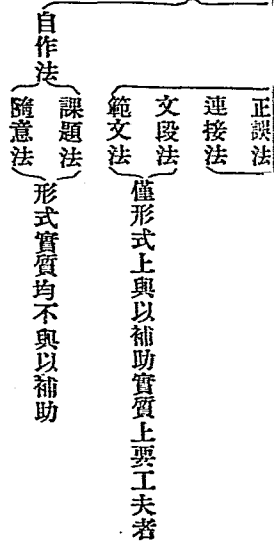 正誤法
連接法
文段法
範文法
僅形式上與以補助實質上要工夫者
自作法
課題法
隨意法
形式實質均不與以補助